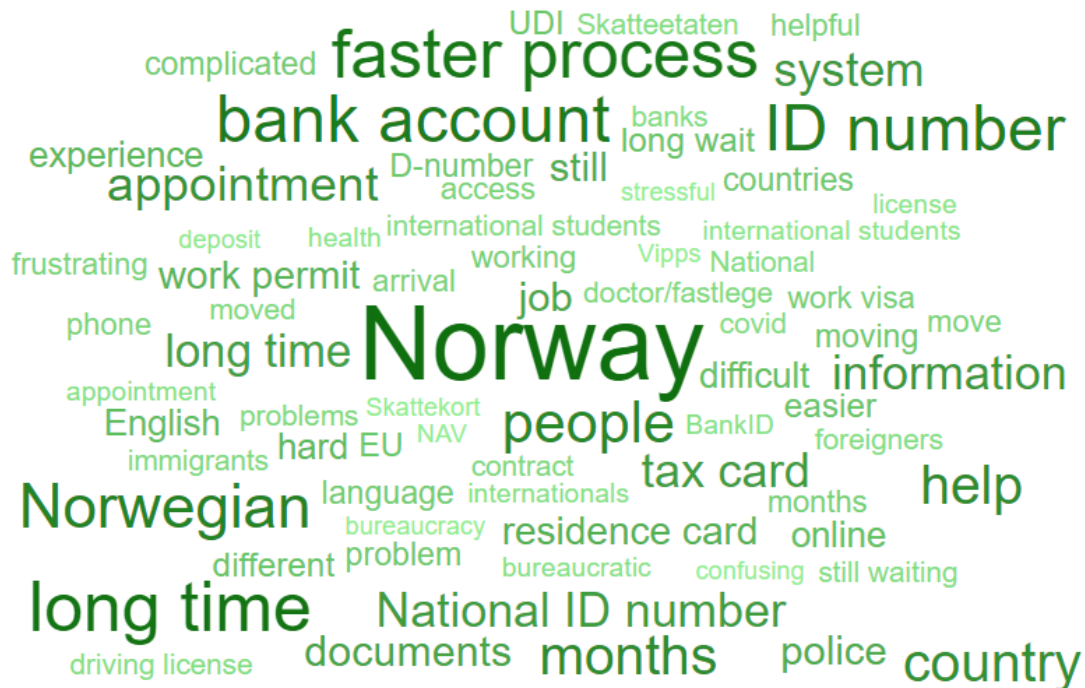 UDI Skatteetaten helpful
complicated faster process system
bank account banks ID number
long wait
experience D-number still
appointment access stressful countries
license
international students international students
deposit health
frustrating work permit arrival working Vipps National
moved job doctor/fastlege work visa
phone long time Norway covid moving move
difficult information
appointment Skattekort easier
English problems NAV people BankID
hard EU foreigners
immigrants contract tax card help
Norwegian language internationals months
bureaucracy residence card online
different problem bureaucratic confusing still waiting
long time National ID number
driving license documents months police country